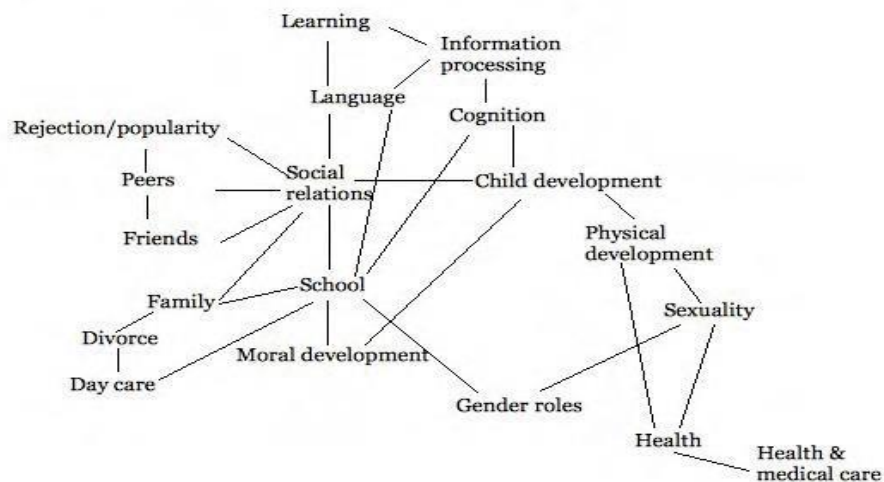 Learning
Information
processing
Language
Cognition
Rejection/popularity
Social
relations
Peers
Child development
Friends
Physical
development
School
Family
Sexuality
Divorce
Moral development
Day care
Gender roles
Health
Health &
medical care